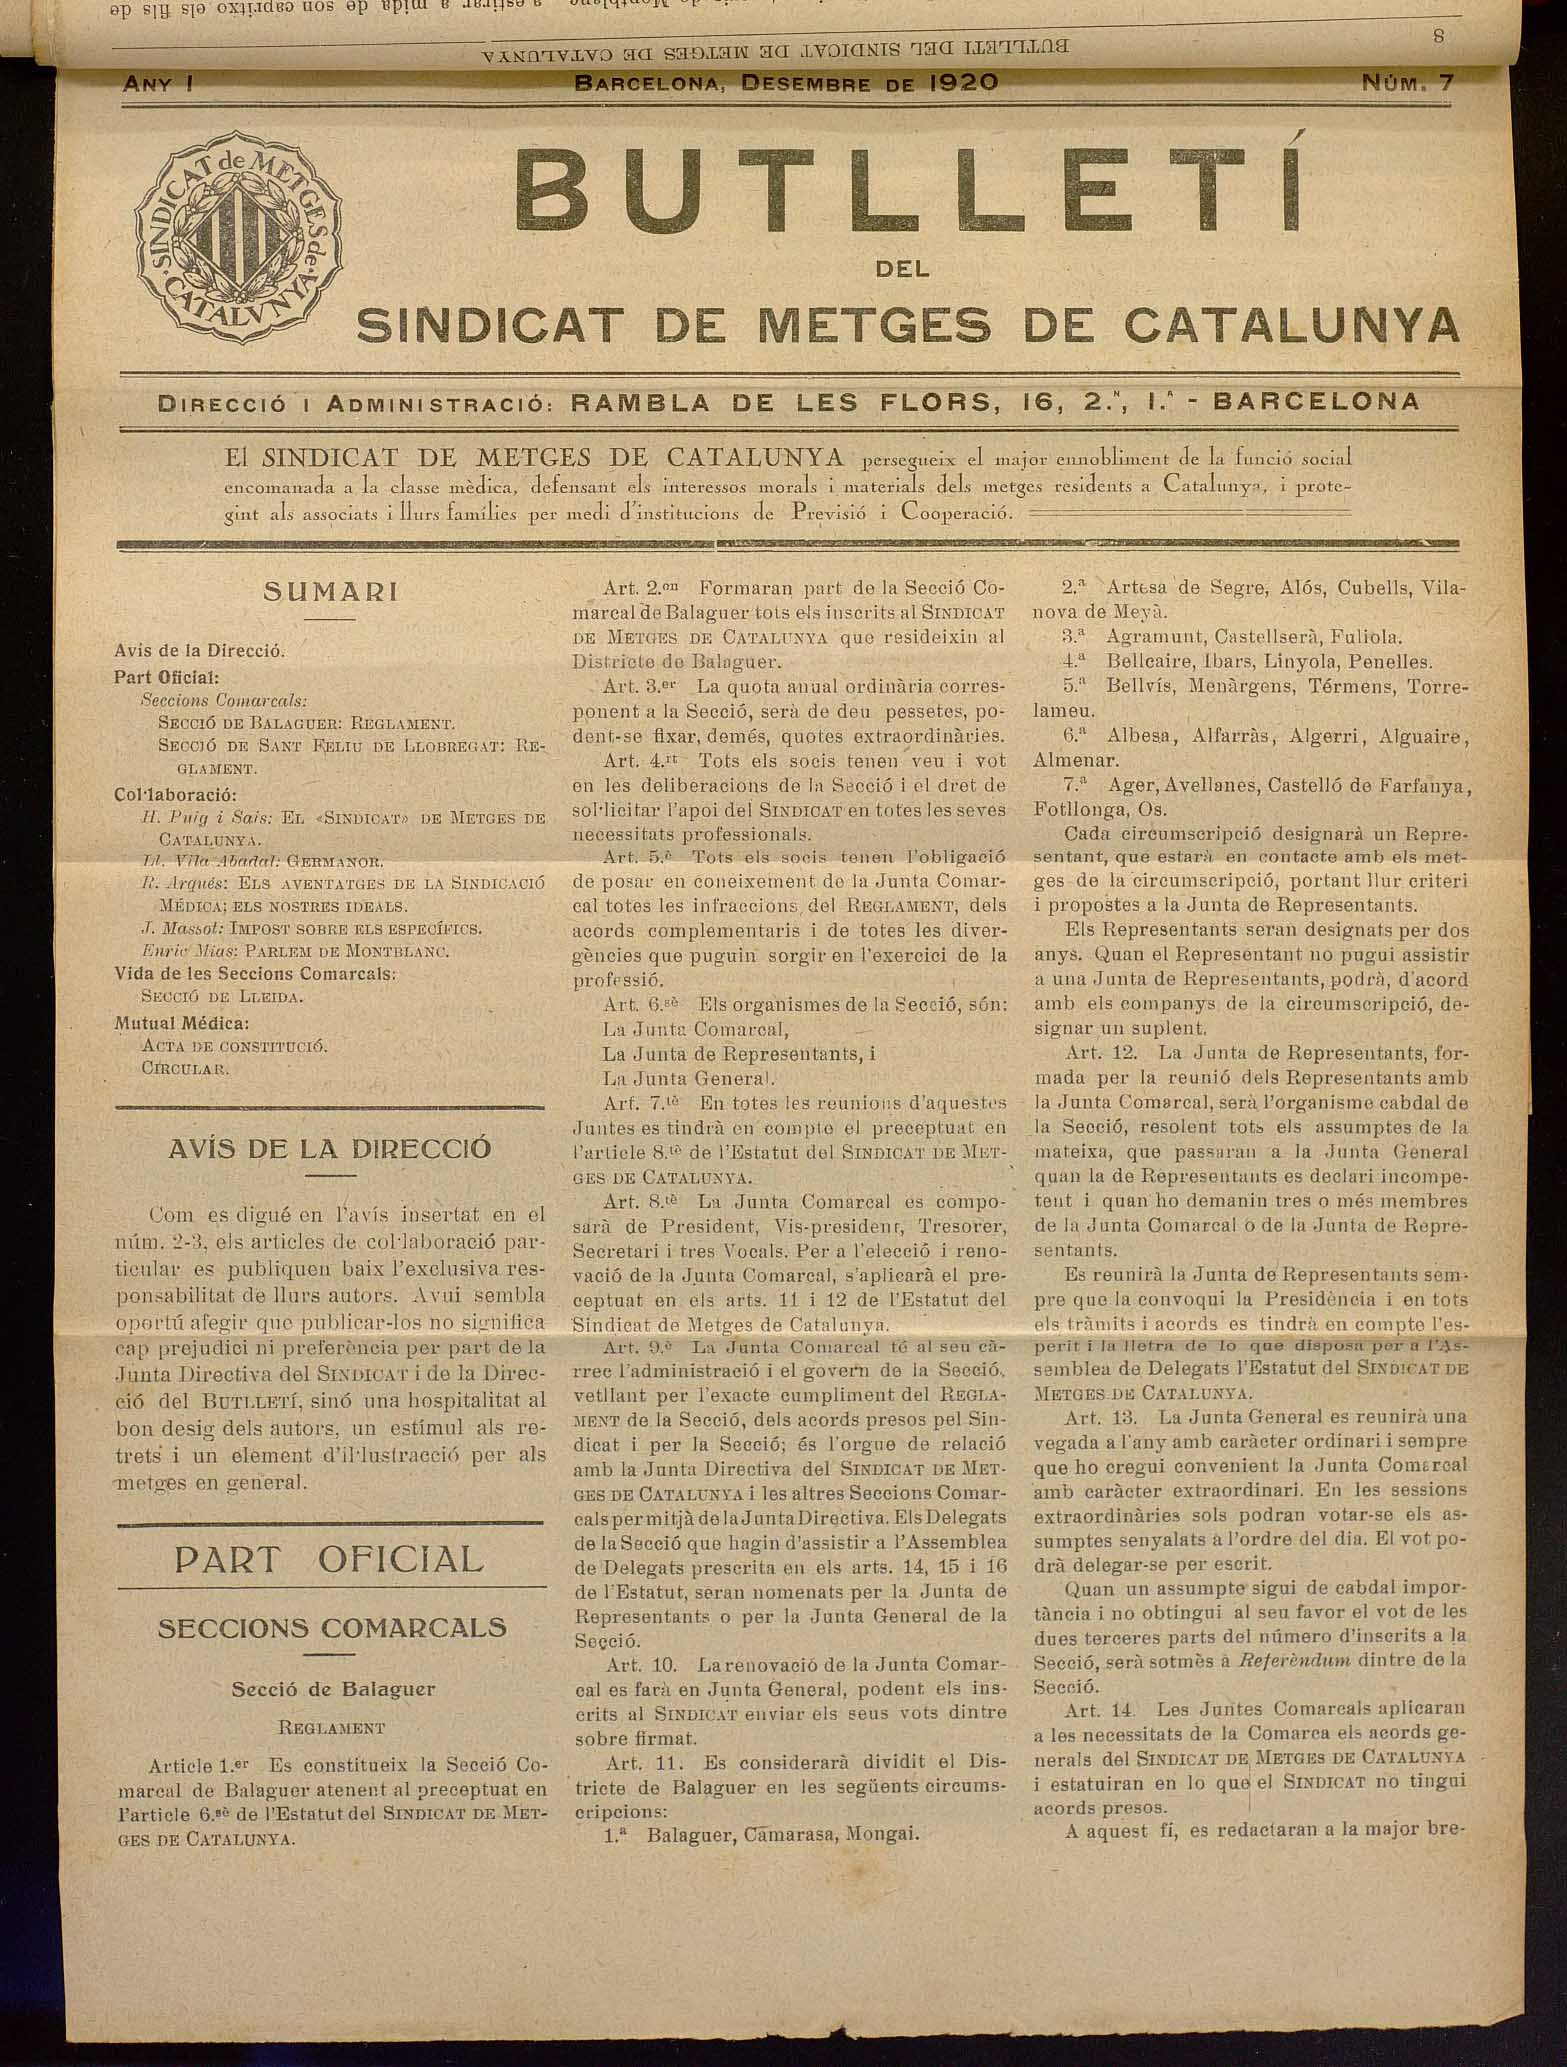 BUTLLETI DEL SINDICAT DE METGES DE CATALUNYA
8
ANY I
BARCELONA, DESEMBRE DE 1920
NÚM. 7
SINDICAT de METGES de CATALVNYA
BUTLLETÍ
DEL
SINDICAT DE METGES DE CATALUNYA
DIRECCIÓ I ADMINISTRACIÓ: RAMBLA DE LES FLORS, 16, 2.ⁿ, 1.ᴬ - BARCELONA
El SINDICAT DE METGES DE CATALUNYA persegueix el major ennobliment de la funció social
encomanada a la classe mèdica, defensant els interessos morals i materials dels metges residents a Catalunya, i prote-
gint als associats i llurs famílies per medi d'institucions de Previsió i Cooperació.
SUMARI
Avis de la Direcció.
Part Oficial:
Seccions Comarcals:
SECCIÓ DE BALAGUER: REGLAMENT.
SECCIÓ DE SANT FELIU DE LLOBREGAT: RE-
GLAMENT.
Col·laboració:
H. Puig i Sais: EL «SINDICAT» DE METGES DE
CATALUNYA.
Ll. Vila Abadal: GERMANOR.
R. Arqués: ELS AVENTATGES DE LA SINDICACIÓ
MÉDICA; ELS NOSTRES IDEALS.
J. Massot: IMPOST SOBRE ELS ESPECÍFICS.
Enric Mias: PARLEM DE MONTBLANC.
Vida de les Seccions Comarcals:
SECCIÓ DE LLEIDA.
Mutual Médica:
ACTA DE CONSTITUCIÓ.
CIRCULAR.
AVÍS DE LA DIRECCIÓ
Com es digué en l'avís insertat en el
núm. 2-3, els articles de col·laboració par-
ticular es publiquen baix l'exclusiva res-
ponsabilitat de llurs autors. Avui sembla
oportú afegir que publicar-los no significa
cap prejudici ni preferència per part de la
Junta Directiva del SINDICAT i de la Direc-
ció del BUTLLETÍ, sinó una hospitalitat al
bon desig dels autors, un estímul als re-
trets i un element d'il·lustracció per als
metges en general.
PART OFICIAL
SECCIONS COMARCALS
Secció de Balaguer
REGLAMENT
Article 1.er Es constitueix la Secció Co-
marcal de Balaguer atenent al preceptuat en
l'article 6.sè de l'Estatut del SINDICAT DE MET-
GES DE CATALUNYA.
Art. 2.on Formaran part de la Secció Co-
marcal de Balaguer tots els inscrits al SINDICAT
DE METGES DE CATALUNYA que resideixin al
Districte de Balaguer.
Art. 3.er La quota anual ordinària corres-
ponent a la Secció, serà de deu pessetes, po-
dent-se fixar, demés, quotes extraordinàries.
Art. 4.rt Tots els socis tenen veu i vot
en les deliberacions de la Secció i el dret de
sol·licitar l'apoi del SINDICAT en totes les seves
necessitats professionals.
Art. 5.è Tots els socis tenen l'obligació
de posar en coneixement de la Junta Comar-
cal totes les infraccions del REGLAMENT, dels
acords complementaris i de totes les diver-
gències que puguin sorgir en l'exercici de la
professió.
Art. 6.sè Els organismes de la Secció, són:
La Junta Comarcal,
La Junta de Representants, i
La Junta General.
Art. 7.tè En totes les reunions d'aquestes
Juntes es tindrà en compte el preceptuat en
l'article 8.tè de l'Estatut del SINDICAT DE MET-
GES DE CATALUNYA.
Art. 8.tè La Junta Comarcal es compo-
sarà de President, Vis-president, Tresorer,
Secretari i tres Vocals. Per a l'elecció i reno-
vació de la Junta Comarcal, s'aplicarà el pre-
ceptuat en els arts. 11 i 12 de l'Estatut del
Sindicat de Metges de Catalunya.
Art. 9.è La Junta Comarcal té al seu cà-
rrec l'administració i el govern de la Secció,
vetllant per l'exacte cumpliment del REGLA-
MENT de la Secció, dels acords presos pel Sin-
dicat i per la Secció; és l'orgue de relació
amb la Junta Directiva del SINDICAT DE MET-
GES DE CATALUNYA i les altres Seccions Comar-
cals per mitjà de la Junta Directiva. Els Delegats
de la Secció que hagin d'assistir a l'Assemblea
de Delegats prescrita en els arts. 14, 15 i 16
de l'Estatut, seran nomenats per la Junta de
Representants o per la Junta General de la
Secció.
Art. 10. La renovació de la Junta Comar-
cal es farà en Junta General, podent els ins-
crits al SINDICAT enviar els seus vots dintre
sobre firmat.
Art. 11. Es considerarà dividit el Dis-
tricte de Balaguer en les següents circums-
cripcions:
1.ª Balaguer, Camarasa, Mongai.
2.ª Artesa de Segre, Alós, Cubells, Vila-
nova de Meyà.
3.ª Agramunt, Castellserà, Fuliola.
4.ª Bellcaire, Ibars, Linyola, Penelles.
5.ª Bellvís, Menàrgens, Térmens, Torre-
lameu.
6.ª Albesa, Alfarràs, Algerri, Alguaire,
Almenar.
7.ª Ager, Avellanes, Castelló de Farfanya,
Fotllonga, Os.
Cada circumscripció designarà un Repre-
sentant, que estarà en contacte amb els met-
ges de la circumscripció, portant llur criteri
i propostes a la Junta de Representants.
Els Representants seran designats per dos
anys. Quan el Representant no pugui assistir
a una Junta de Representants, podrà, d'acord
amb els companys de la circumscripció, de-
signar un suplent.
Art. 12. La Junta de Representants, for-
mada per la reunió dels Representants amb
la Junta Comarcal, serà l'organisme cabdal de
la Secció, resolent tots els assumptes de la
mateixa, que passaran a la Junta General
quan la de Representants es declari incompe-
tent i quan ho demanin tres o més membres
de la Junta Comarcal o de la Junta de Repre-
sentants.
Es reunirà la Junta de Representants sem-
pre que la convoqui la Presidència i en tots
els tràmits i acords es tindrà en compte l'es-
perit i la lletra de lo que disposa per a l'As-
semblea de Delegats l'Estatut del SINDICAT DE
METGES DE CATALUNYA.
Art. 13. La Junta General es reunirà una
vegada a l'any amb caràcter ordinari i sempre
que ho cregui convenient la Junta Comarcal
amb caràcter extraordinari. En les sessions
extraordinàries sols podran votar-se els as-
sumptes senyalats a l'ordre del dia. El vot po-
drà delegar-se per escrit.
Quan un assumpte sigui de cabdal impor-
tància i no obtingui al seu favor el vot de les
dues terceres parts del número d'inscrits a la
Secció, serà sotmès a Referèndum dintre de la
Secció.
Art. 14. Les Juntes Comarcals aplicaran
a les necessitats de la Comarca els acords ge-
nerals del SINDICAT DE METGES DE CATALUNYA
i estatuiran en lo que el SINDICAT no tingui
acords presos.
A aquest fí, es redactaran a la major bre-